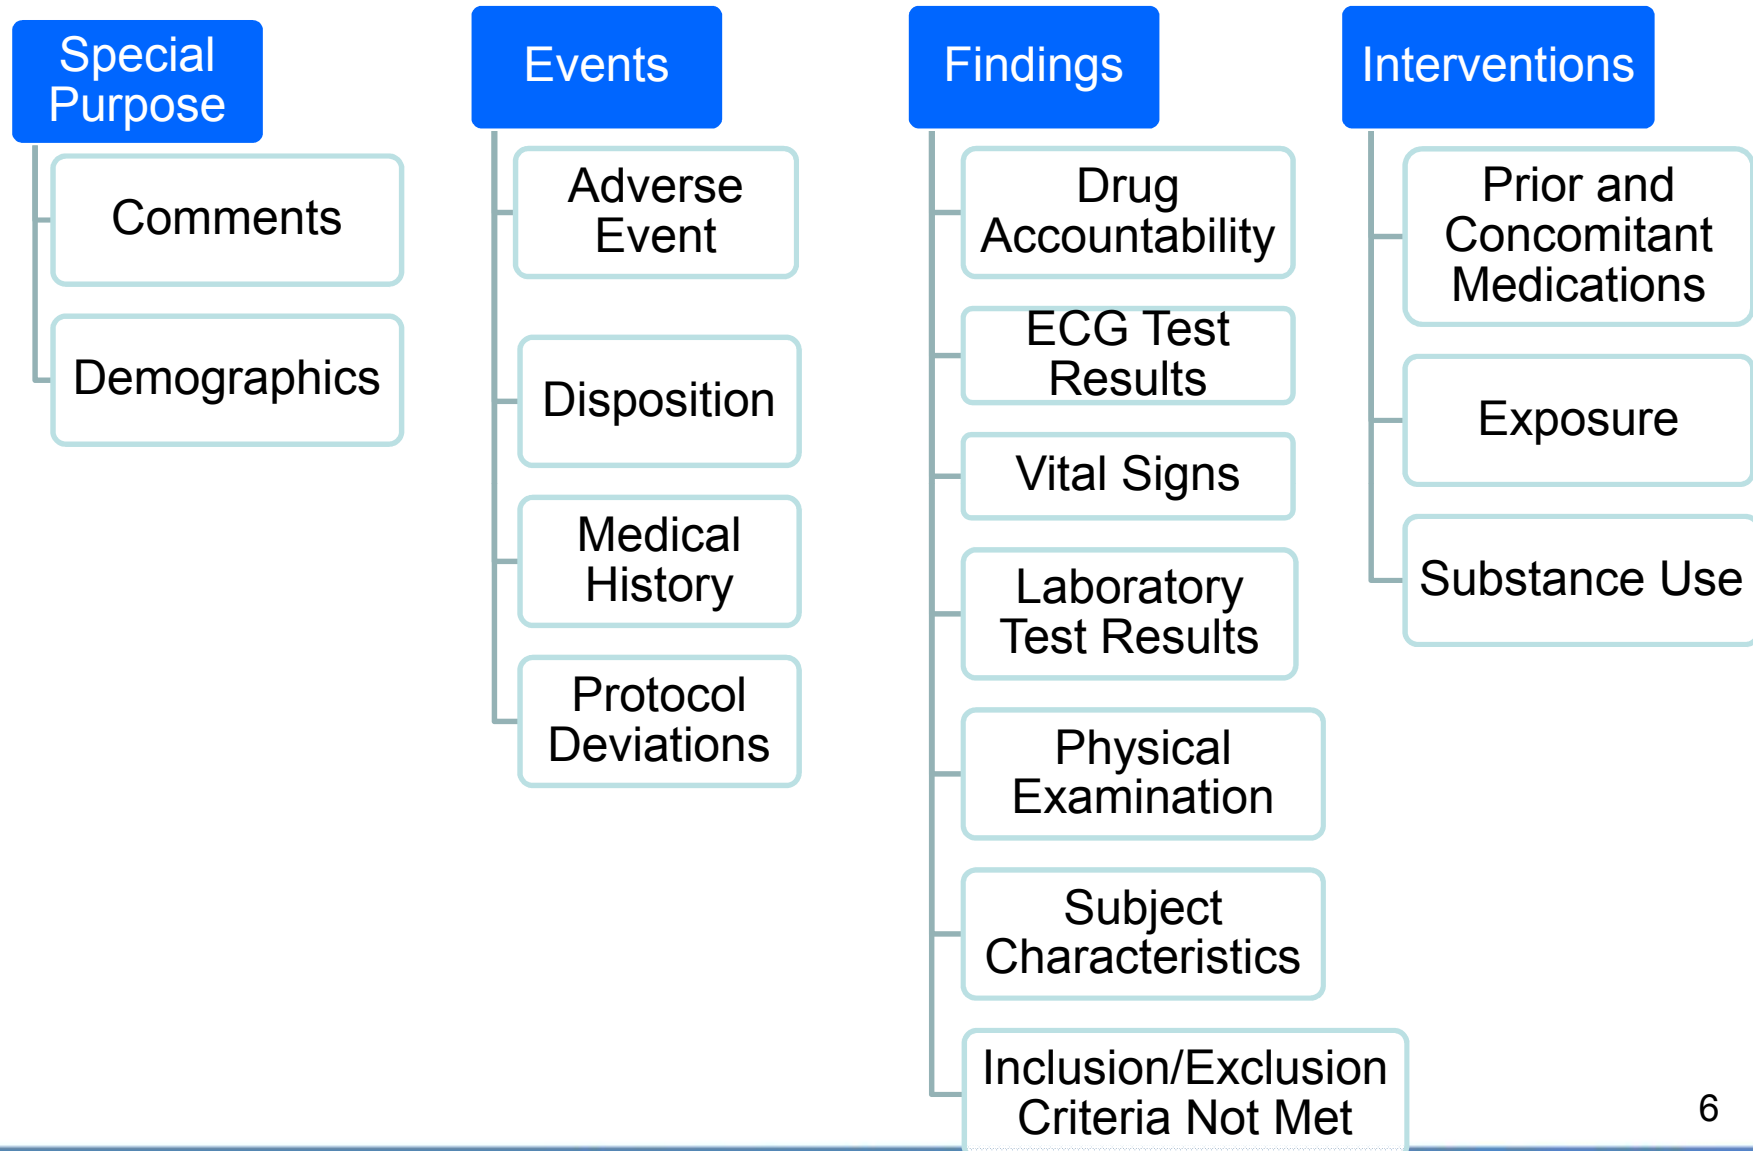 Special
Purpose
Comments
Demographics
Events
Adverse
Event
Disposition
Medical
History
Protocol
Deviations
Findings
Drug
Accountability
ECG Test
Results
Vital Signs
Laboratory
Test Results
Physical
Examination
Subject
Characteristics
Inclusion/Exclusion
Criteria Not Met
Interventions
Prior and
Concomitant
Medications
Exposure
Substance Use
6